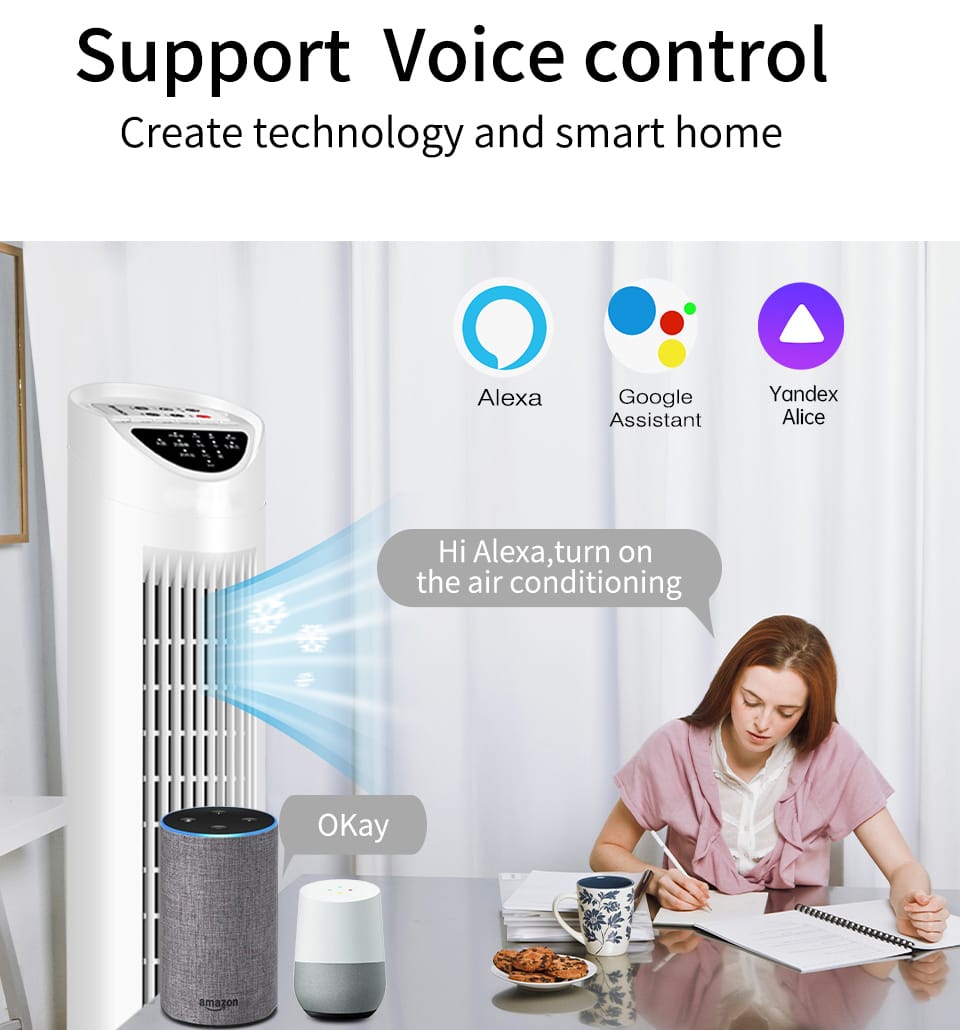 Support Voice control
Create technology and smart home
Alexa
Google
Assistant
Yandex
Alice
Hi Alexa,turn on
the air conditioning
OKay
amazon